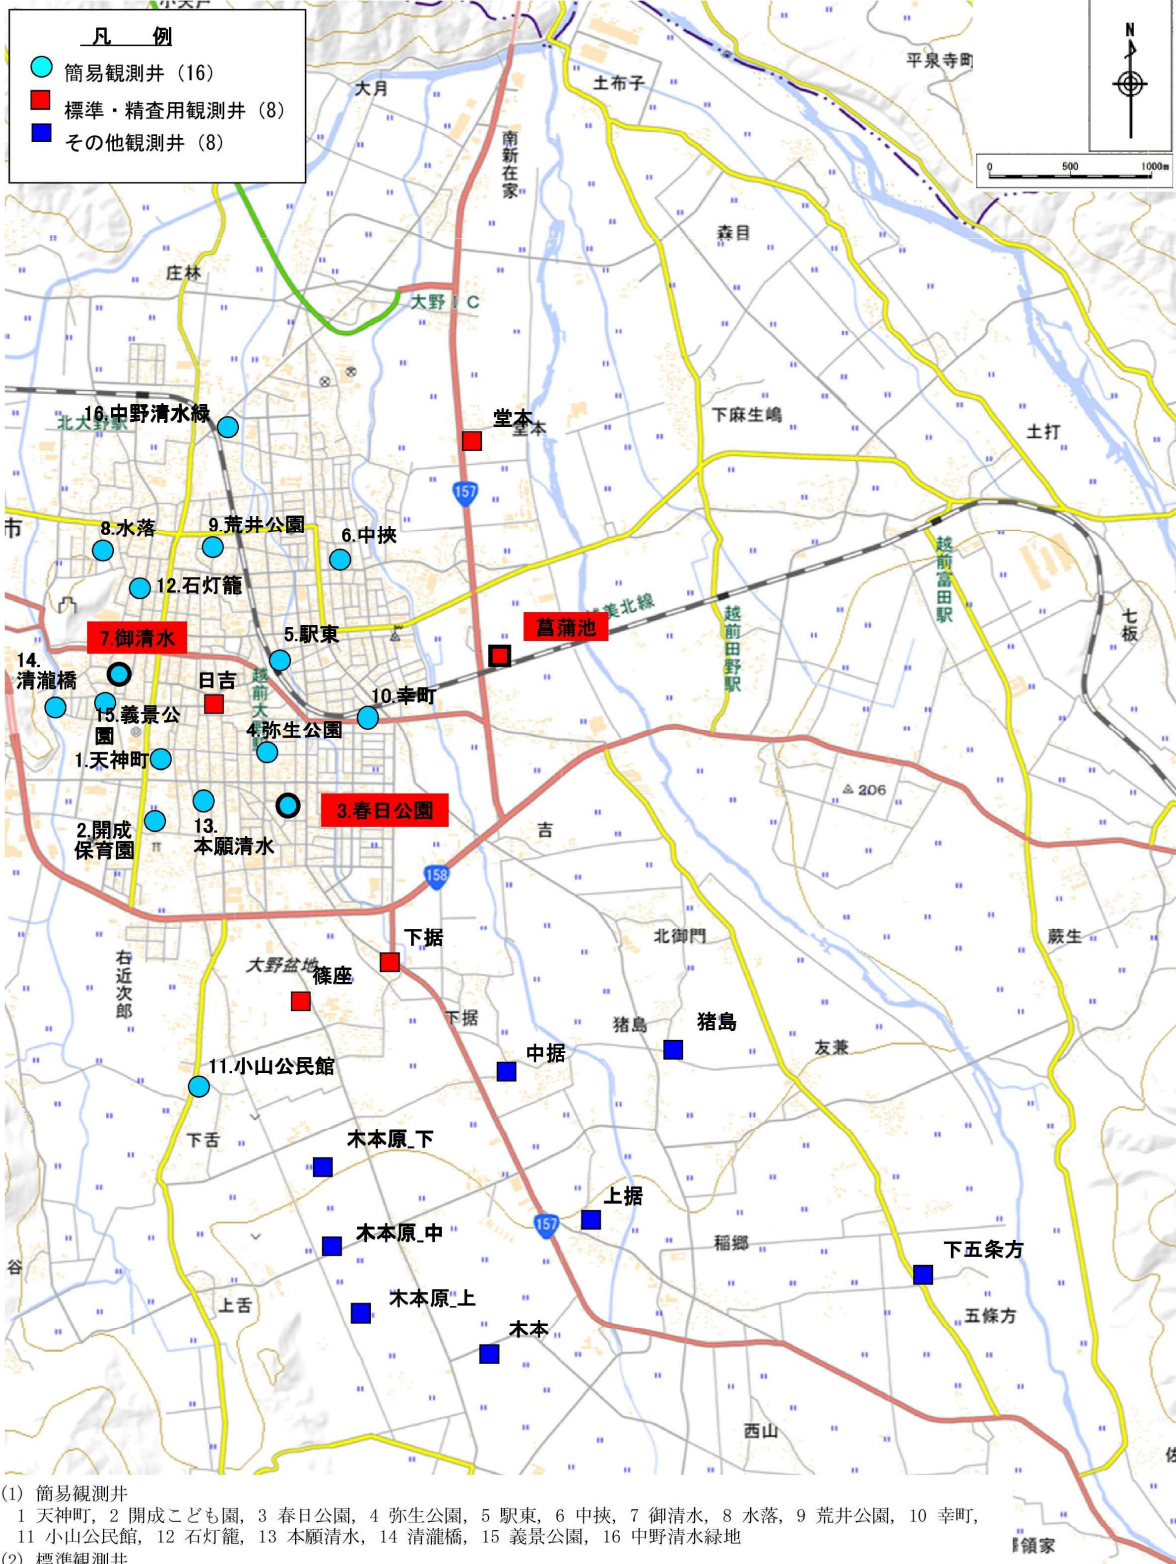 凡 例
簡易観測井（16）
標準・精査用観測井（8）
その他観測井（8）
N
0 500 1000m
大月
土布子
平泉寺町
南新在家
森目
庄林
大野IC
下麻生嶋
土打
堂本
堂本
16.中野清水緑
北大野駅
157
市
8.水落
9.荒井公園
6.中挾
12.石灯籠
越前富田駅
美北線
菖蒲池
越前田野駅
七板
7.御清水
5.駅東
14.
清瀧橋
日吉
10.幸町
15.義景公
園
4.弥生公園
1.天神町
206
3.春日公園
2.開成
保育園
13.
本願清水
吉
158
下据
北御門
蕨生
右近次郎
大野盆地
篠座
下据
猪島
猪島
友兼
中据
11.小山公民館
下舌
木本原_下
上据
157
木本原_中
稲郷
下五条方
谷
上舌
木本原_上
五條方
木本
西山
(1) 簡易観測井
1 天神町, 2 開成こども園, 3 春日公園, 4 弥生公園, 5 駅東, 6 中挾, 7 御清水, 8 水落, 9 荒井公園, 10 幸町,
11 小山公民館, 12 石灯籠, 13 本願清水, 14 清瀧橋, 15 義景公園, 16 中野清水緑地
領家
(2) 標準観測井